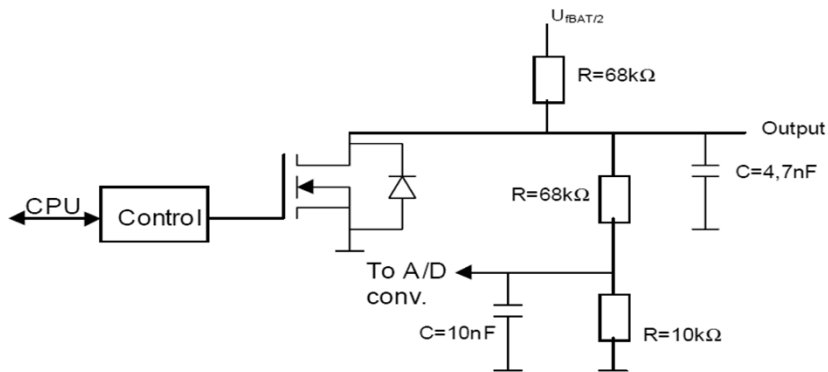 UfBAT/2
R=68kΩ
Output
C=4,7nF
R=68kΩ
CPU
Control
To A/D
conv.
C=10nF
R=10kΩ